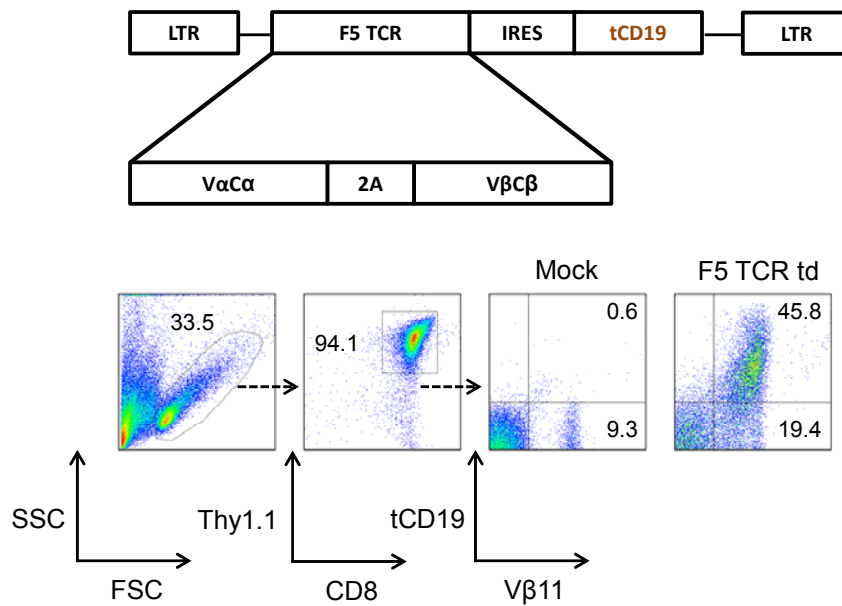 LTR F5 TCR IRES tCD19 LTR
VαCα 2A VβCβ
Mock F5 TCR td
33.5 94.1 0.6 45.8
9.3 19.4
SSC Thy1.1 tCD19
FSC CD8 Vβ11